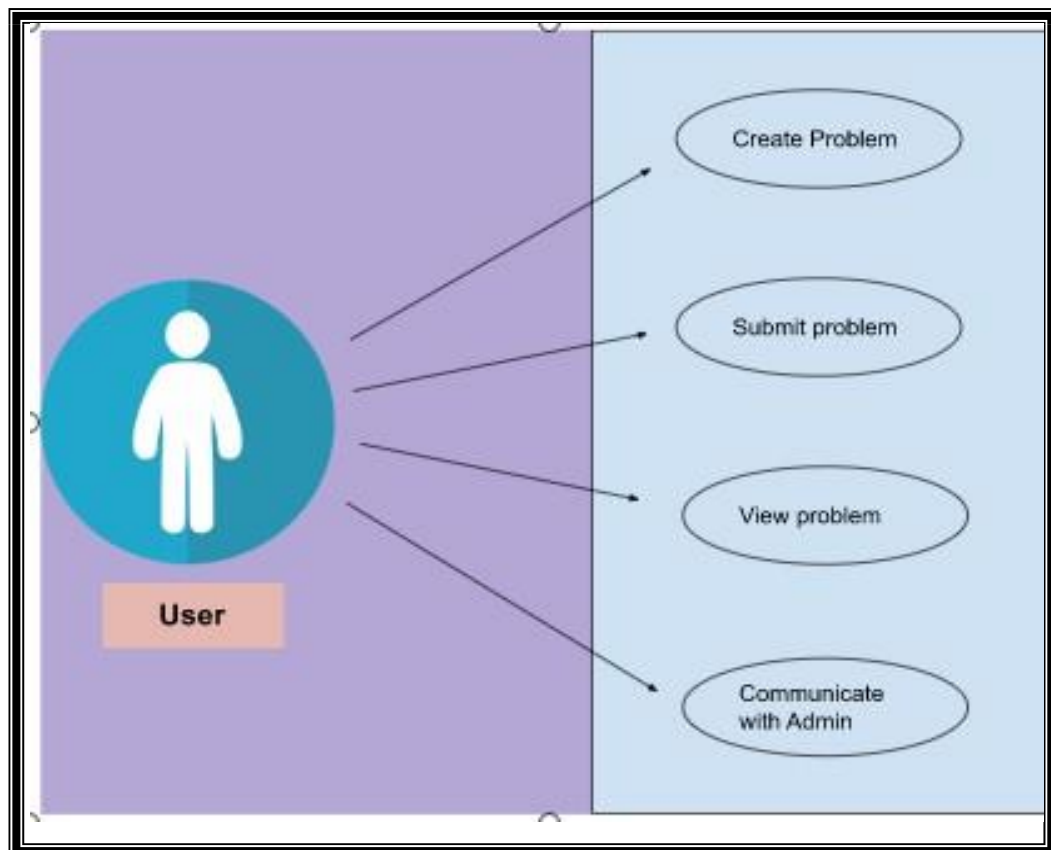 Create Problem
Submit problem
View problem
User
Communicate
with Admin